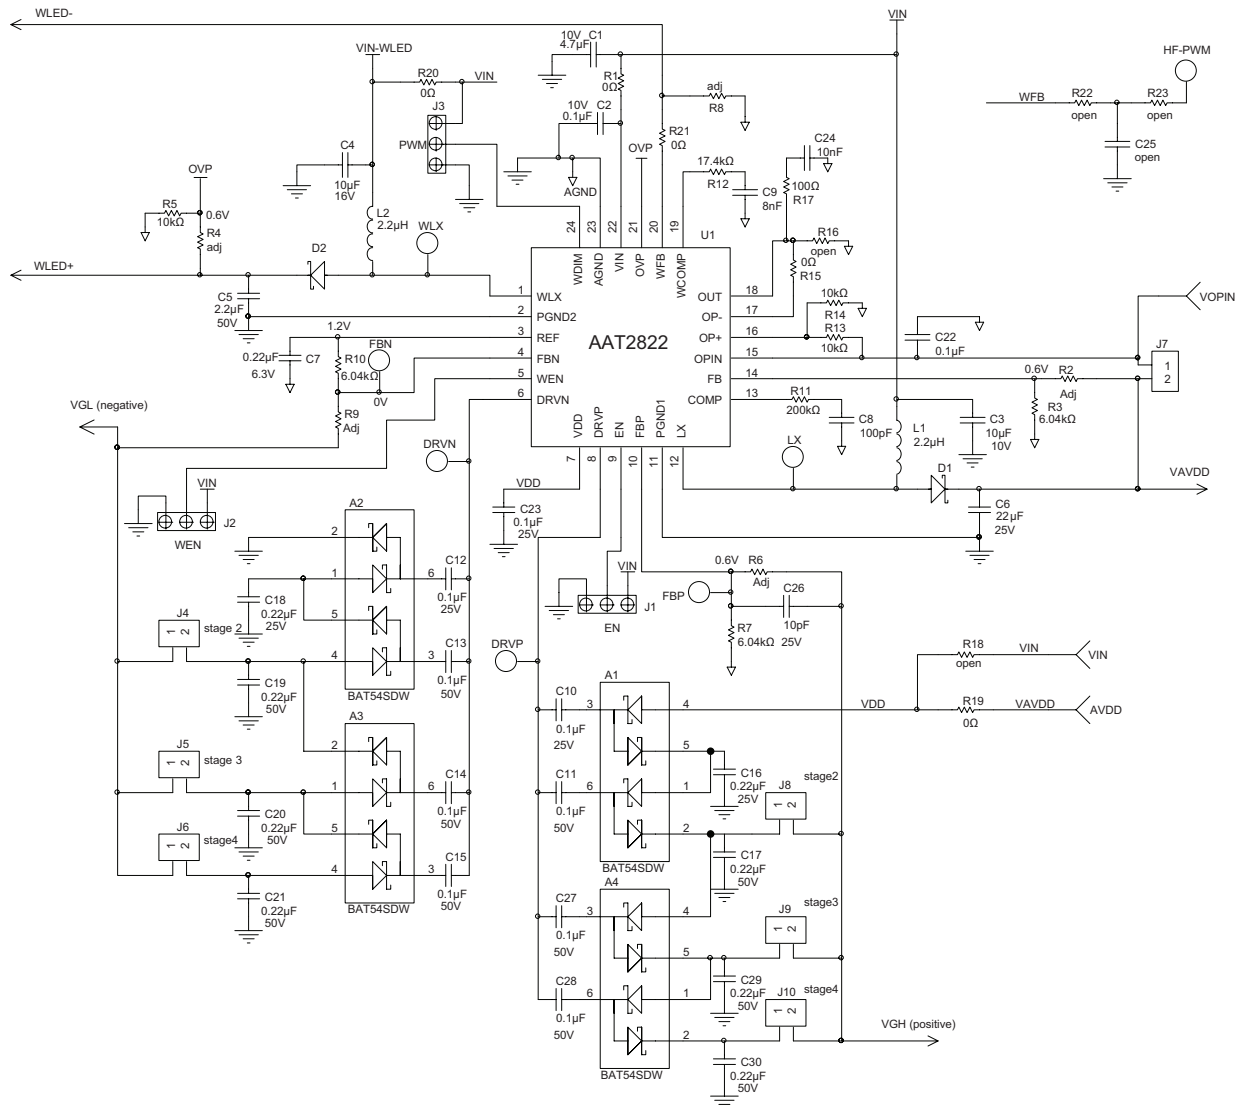 WLED-
VIN
VIN-WLED
R20
0Ω
VIN
J3
PWM
10V C1
4.7µF
R1
0Ω
10V C2
0.1µF
AGND
adj
R8
R21
0Ω
OVP
HF-PWM
WFB
R22
open
R23
open
C25
open
C24
10nF
100Ω
R17
17.4kΩ
R12
C9
8nF
C4
10µF
16V
OVP
R5
10kΩ
0.6V
R4
adj
L2
2.2µH
WLX
D2
WLED+
C5
2.2µF
50V
R16
open
0Ω
R15
24
23
22
21
20
19
U1
WDIM
AGND
VIN
OVP
WFB
WCOMP
1
WLX
2
PGND2
3
REF
4
FBN
5
WEN
6
DRVN
AAT2822
OUT
18
OP-
17
OP+
16
OPIN
15
FB
14
COMP
13
VDD
DRVP
EN
FBP
PGND1
LX
7
8
9
10
11
12
10kΩ
R14
R13
10kΩ
C22
0.1µF
VOPIN
J7
1
2
0.6V
R2
Adj
R3
6.04kΩ
R11
200kΩ
C8
100pF
L1
2.2µH
C3
10µF
10V
LX
D1
VAVDD
C6
22µF
25V
1.2V
0.22µF
C7
6.3V
R10
6.04kΩ
FBN
0V
R9
Adj
VGL (negative)
DRVN
VIN
J2
WEN
VDD
C23
0.1µF
25V
A2
2
1
5
4
6
3
BAT54SDW
C12
0.1µF
25V
C13
0.1µF
50V
C18
0.22µF
25V
J4
1 2
stage 2
C19
0.22µF
50V
A3
2
1
5
4
6
3
BAT54SDW
J5
1 2
stage 3
C14
0.1µF
50V
C20
0.22µF
50V
J6
1 2
stage4
C15
0.1µF
50V
C21
0.22µF
50V
VIN
J1
EN
0.6V
R6
Adj
FBP
C26
10pF
25V
R7
6.04kΩ
DRVP
R18
open
VIN
VIN
R19
0Ω
VAVDD
AVDD
VDD
A1
C10
0.1µF
25V
3
4
5
C11
0.1µF
50V
6
1
2
BAT54SDW
C16
0.22µF
25V
stage2
J8
1 2
C17
0.22µF
50V
A4
C27
0.1µF
50V
3
4
5
C28
0.1µF
50V
6
1
2
BAT54SDW
stage3
J9
1 2
C29
0.22µF
50V
stage4
J10
1 2
C30
0.22µF
50V
VGH (positive)